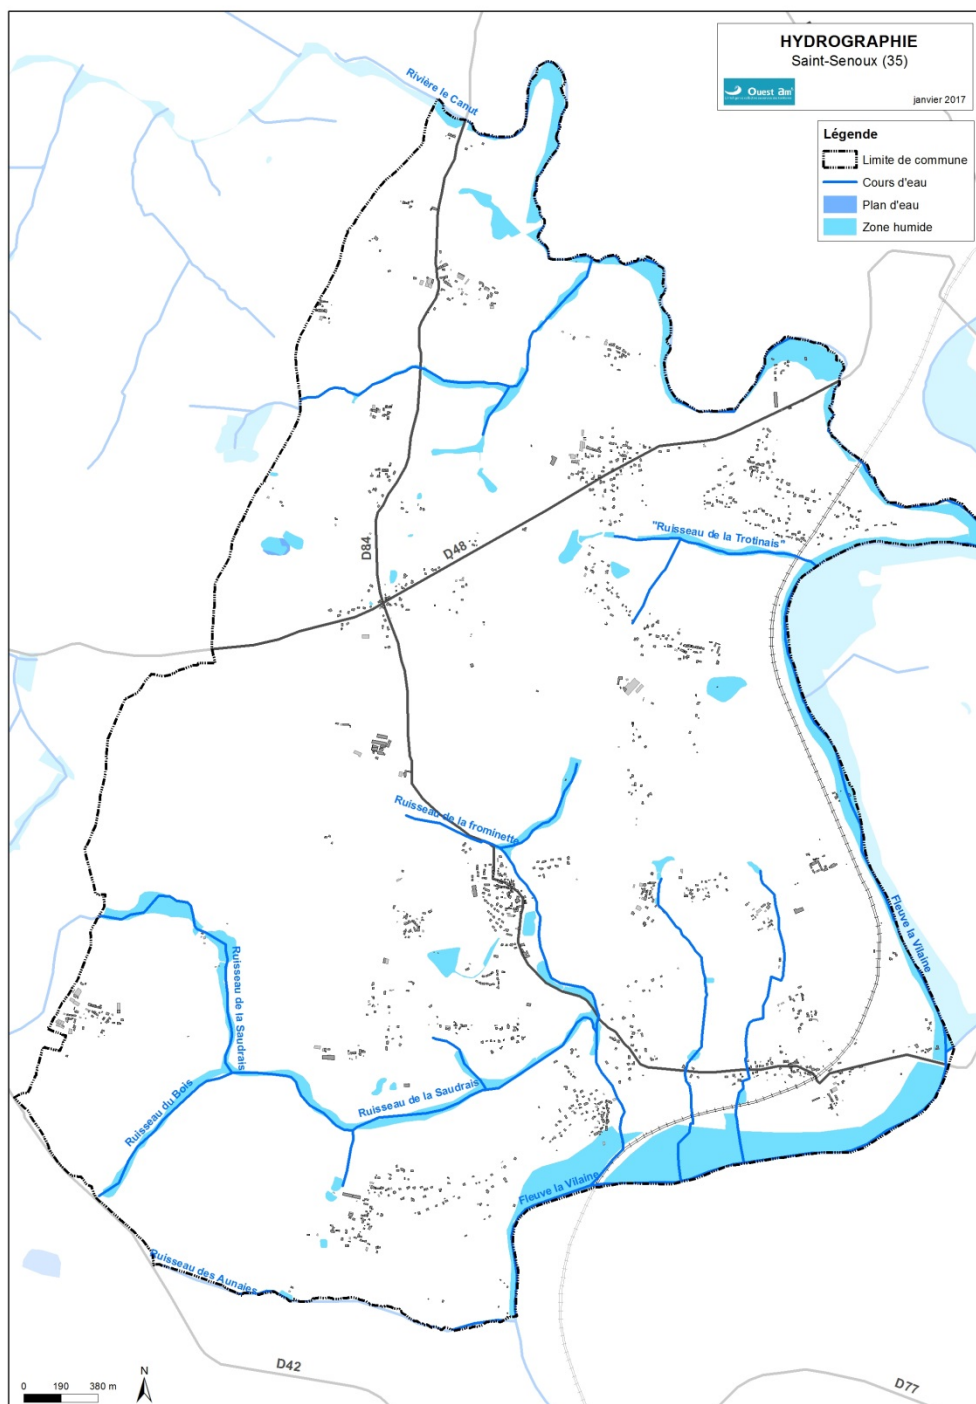 HYDROGRAPHIE
Saint-Senoux (35)
Ouest am'
janvier 2017
Légende
Limite de commune
Cours d'eau
Plan d'eau
Zone humide
Rivière le Canut
"Ruisseau de la Trotinais"
D84
D48
Ruisseau de la frominette
Fleuve la Vilaine
Ruisseau de la Saudrais
Ruisseau du Bois
Ruisseau de la Saudrais
Fleuve la Vilaine
Ruisseau des Aunaies
D42
D77
0 190 380 m
N